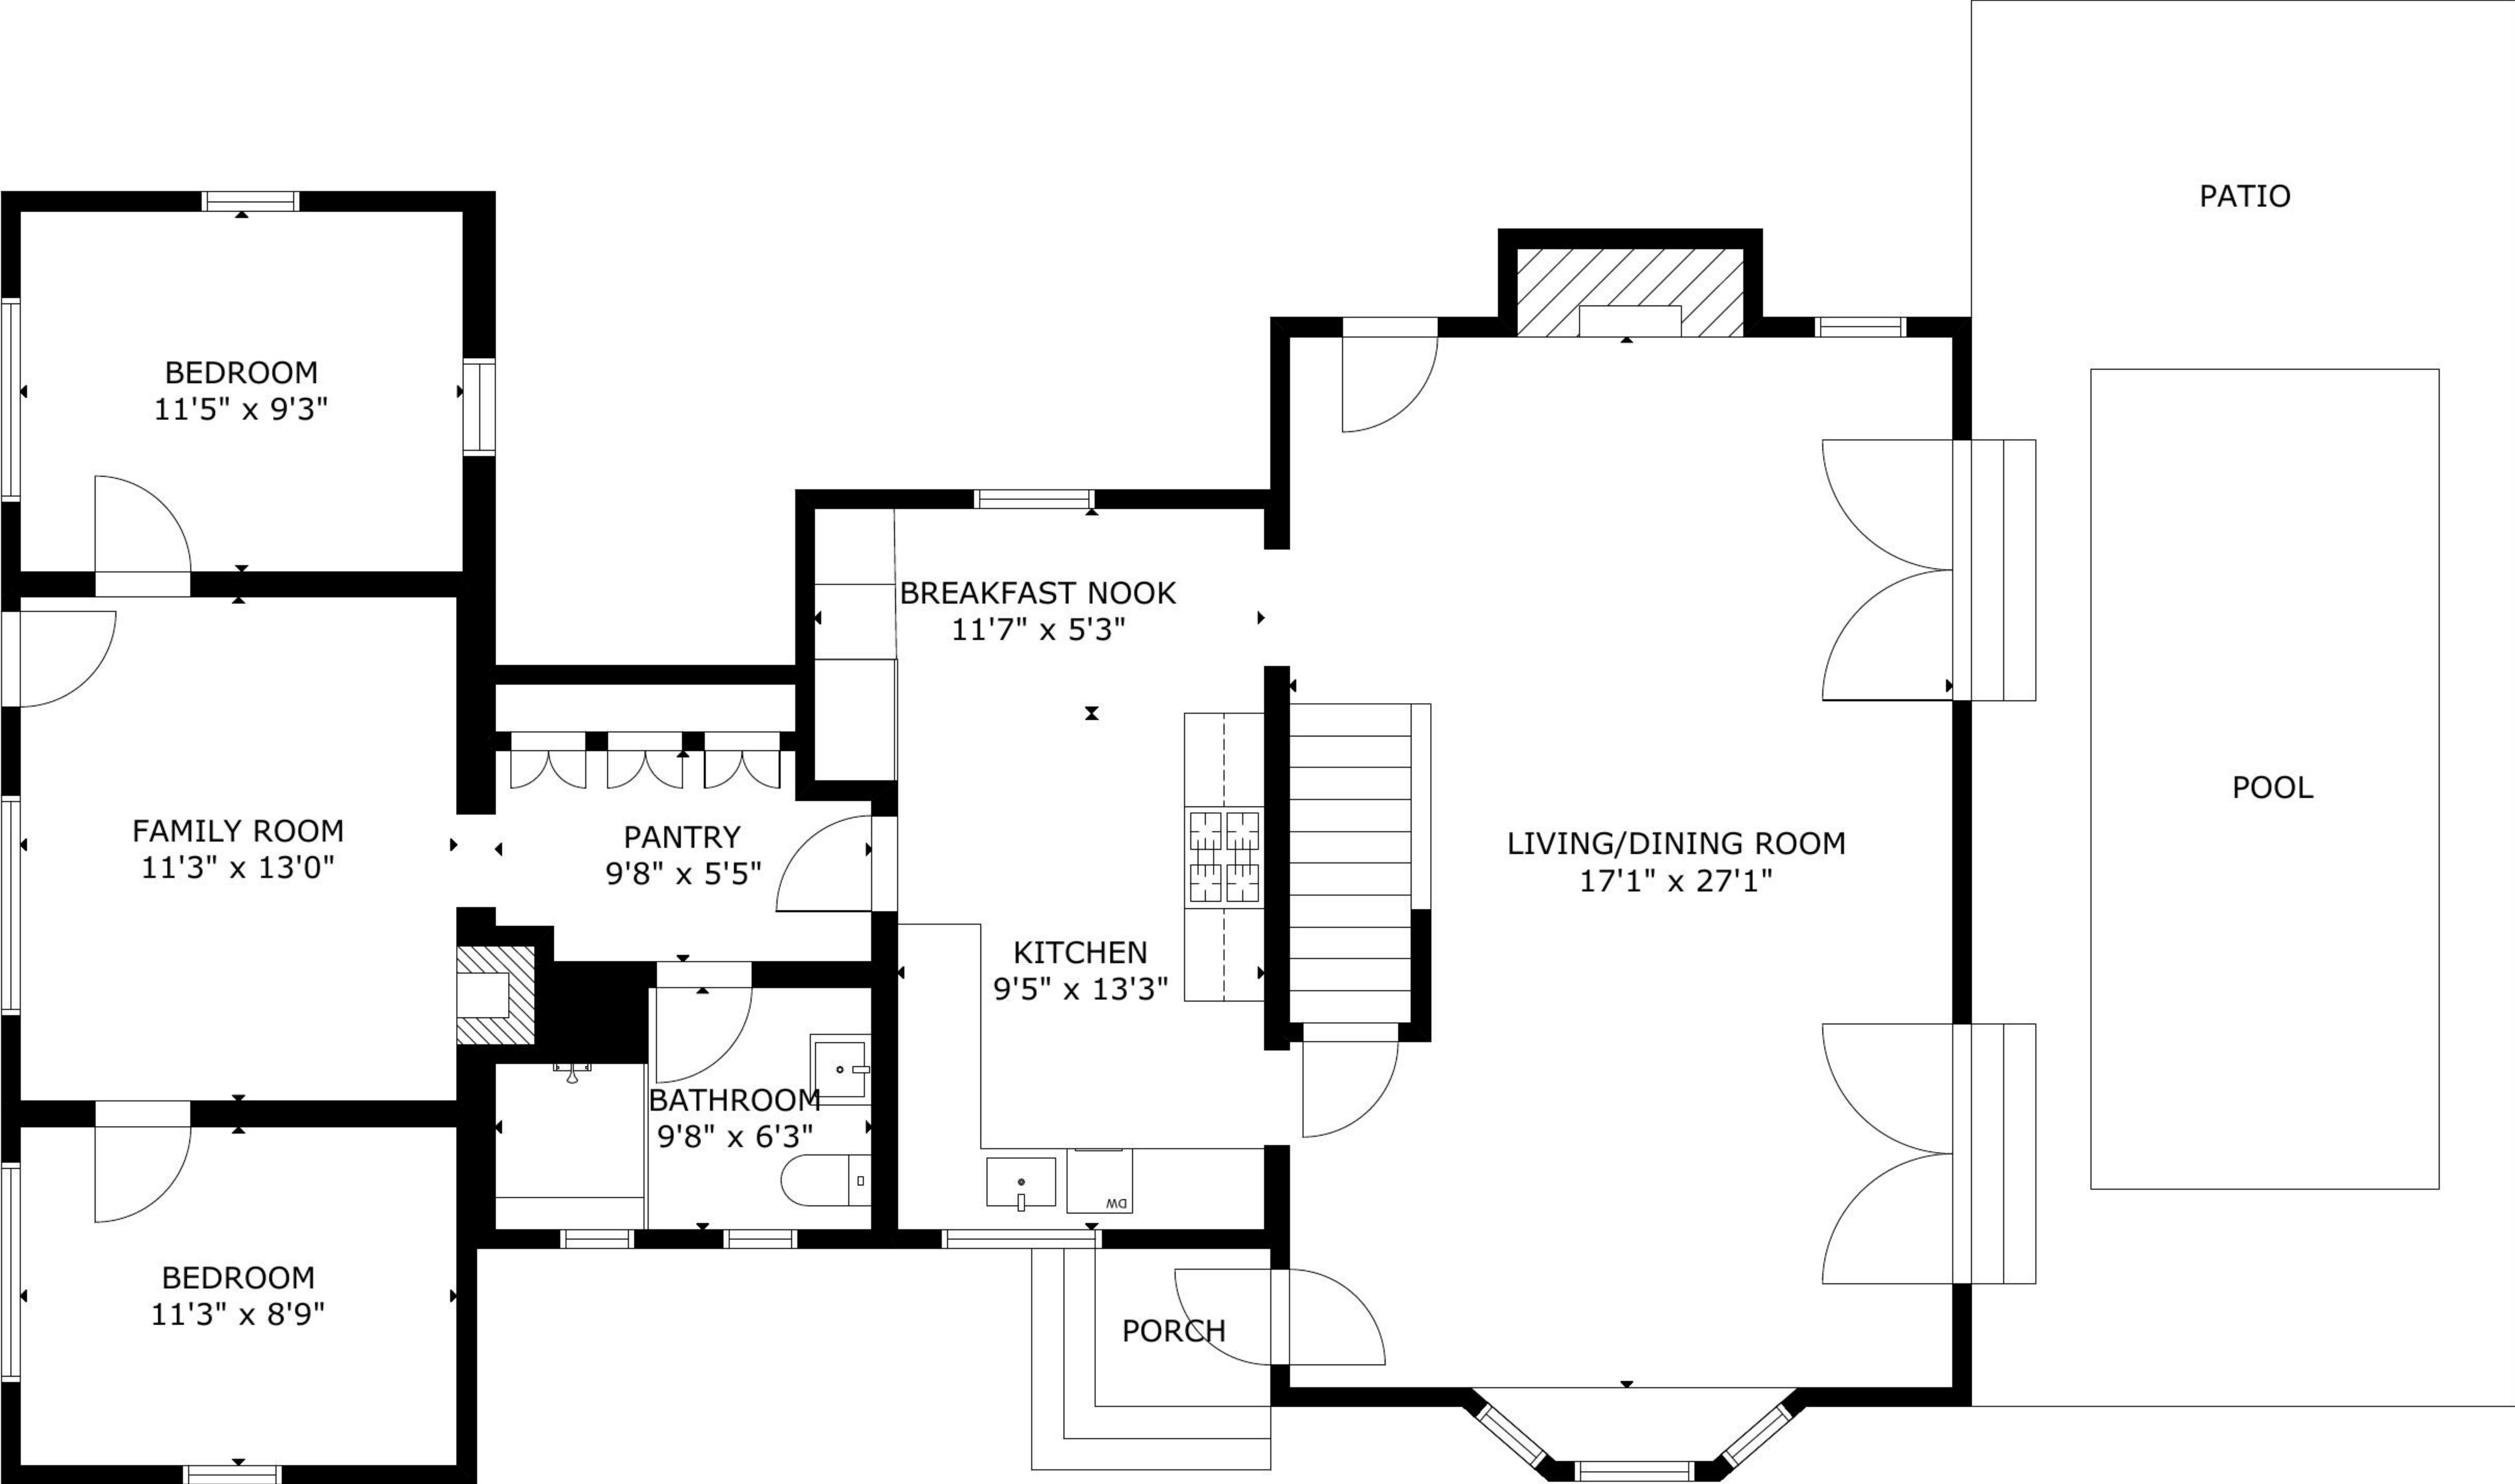 PATIO
BEDROOM
11'5" x 9'3"
BREAKFAST NOOK
11'7" x 5'3"
POOL
FAMILY ROOM
11'3" x 13'0"
PANTRY
9'8" x 5'5"
LIVING/DINING ROOM
17'1" x 27'1"
KITCHEN
9'5" x 13'3"
BATHROOM
9'8" x 6'3"
DW
BEDROOM
11'3" x 8'9"
PORCH